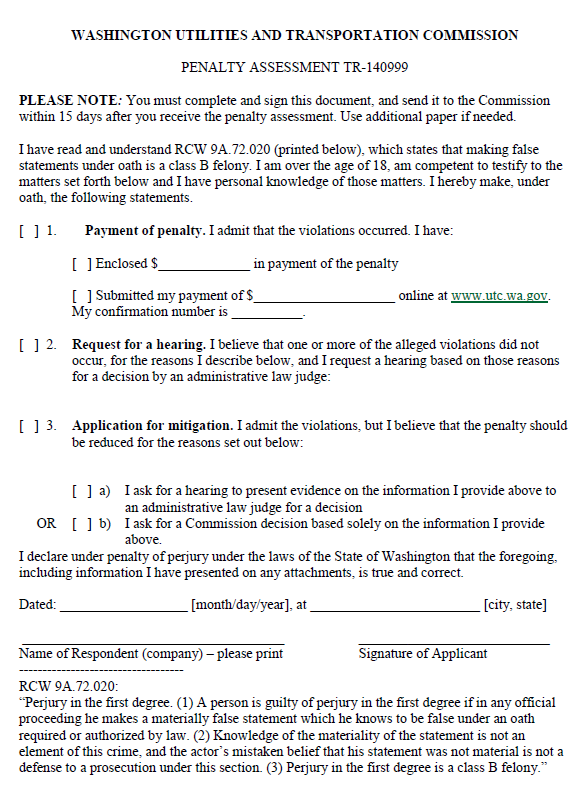 WASHINGTON UTILITIES AND TRANSPORTATION COMMISSION
PENALTY ASSESSMENT TR-140999
PLEASE NOTE: You must complete and sign this document, and send it to the Commission
within 15 days after you receive the penalty assessment. Use additional paper if needed.
I have read and understand RCW 9A.72.020 (printed below), which states that making false
statements under oath is a class B felony. I am over the age of 18, am competent to testify to the
matters set forth below and I have personal knowledge of those matters. I hereby make, under
oath, the following statements.
[ ] 1. Payment of penalty. I admit that the violations occurred. I have:
[ ] Enclosed $______________ in payment of the penalty
[ ] Submitted my payment of $______________________ online at www.utc.wa.gov.
My confirmation number is ___________.
[ ] 2. Request for a hearing. I believe that one or more of the alleged violations did not
occur, for the reasons I describe below, and I request a hearing based on those reasons
for a decision by an administrative law judge:
[ ] 3. Application for mitigation. I admit the violations, but I believe that the penalty should
be reduced for the reasons set out below:
[ ] a) I ask for a hearing to present evidence on the information I provide above to
an administrative law judge for a decision
OR [ ] b) I ask for a Commission decision based solely on the information I provide
above.
I declare under penalty of perjury under the laws of the State of Washington that the foregoing,
including information I have presented on any attachments, is true and correct.
Dated: ____________________ [month/day/year], at __________________________ [city, state]
_________________________________________ ______________________________
Name of Respondent (company) – please print Signature of Applicant
-----------------------------------
RCW 9A.72.020:
“Perjury in the first degree. (1) A person is guilty of perjury in the first degree if in any official
proceeding he makes a materially false statement which he knows to be false under an oath
required or authorized by law. (2) Knowledge of the materiality of the statement is not an
element of this crime, and the actor’s mistaken belief that his statement was not material is not a
defense to a prosecution under this section. (3) Perjury in the first degree is a class B felony.”